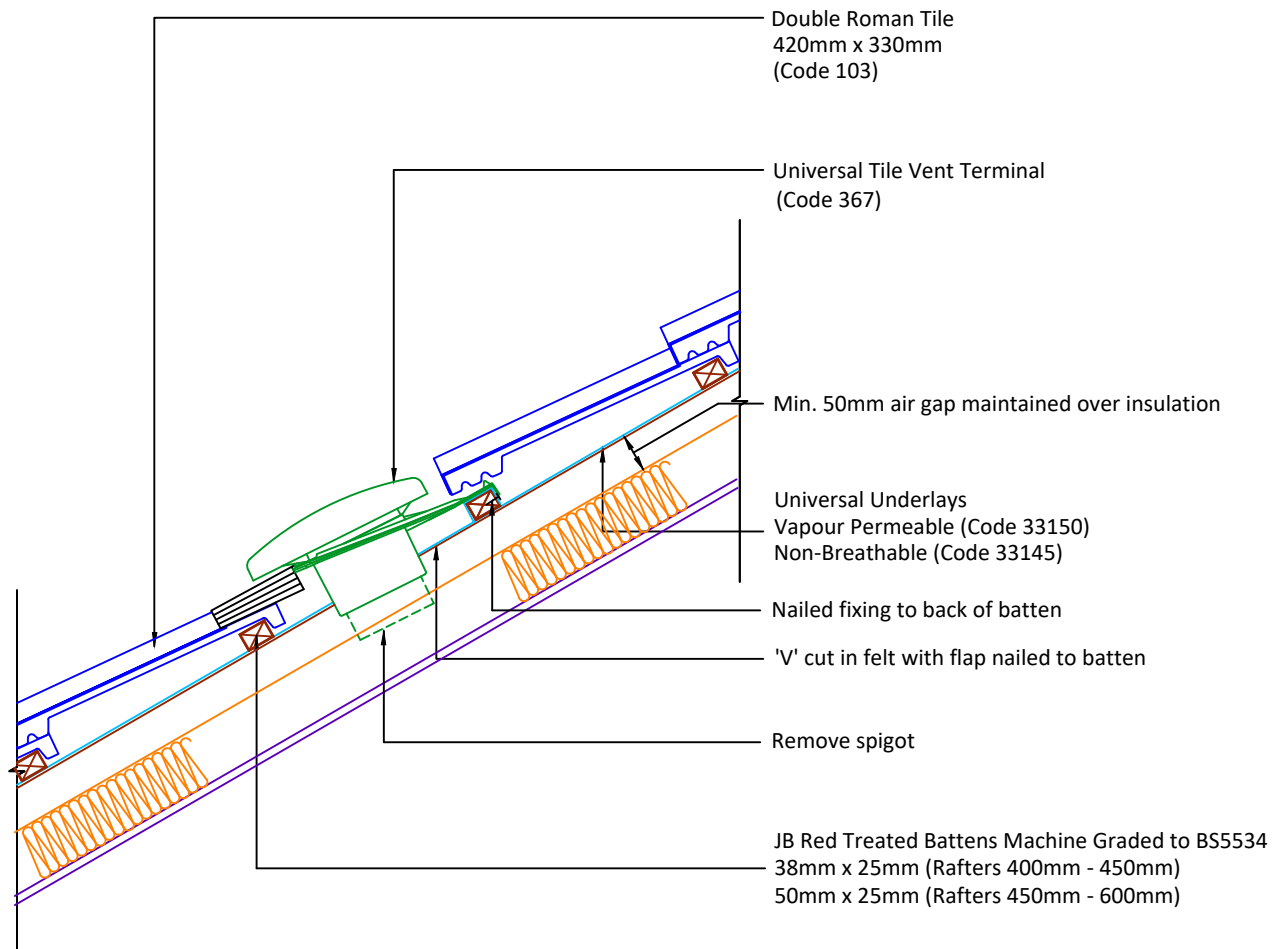 Double Roman Tile
420mm x 330mm
(Code 103)
Universal Tile Vent Terminal
(Code 367)
Min. 50mm air gap maintained over insulation
Universal Underlays
Vapour Permeable (Code 33150)
Non-Breathable (Code 33145)
Nailed fixing to back of batten
'V' cut in felt with flap nailed to batten
Remove spigot
JB Red Treated Battens Machine Graded to BS5534
38mm x 25mm (Rafters 400mm - 450mm)
50mm x 25mm (Rafters 450mm - 600mm)